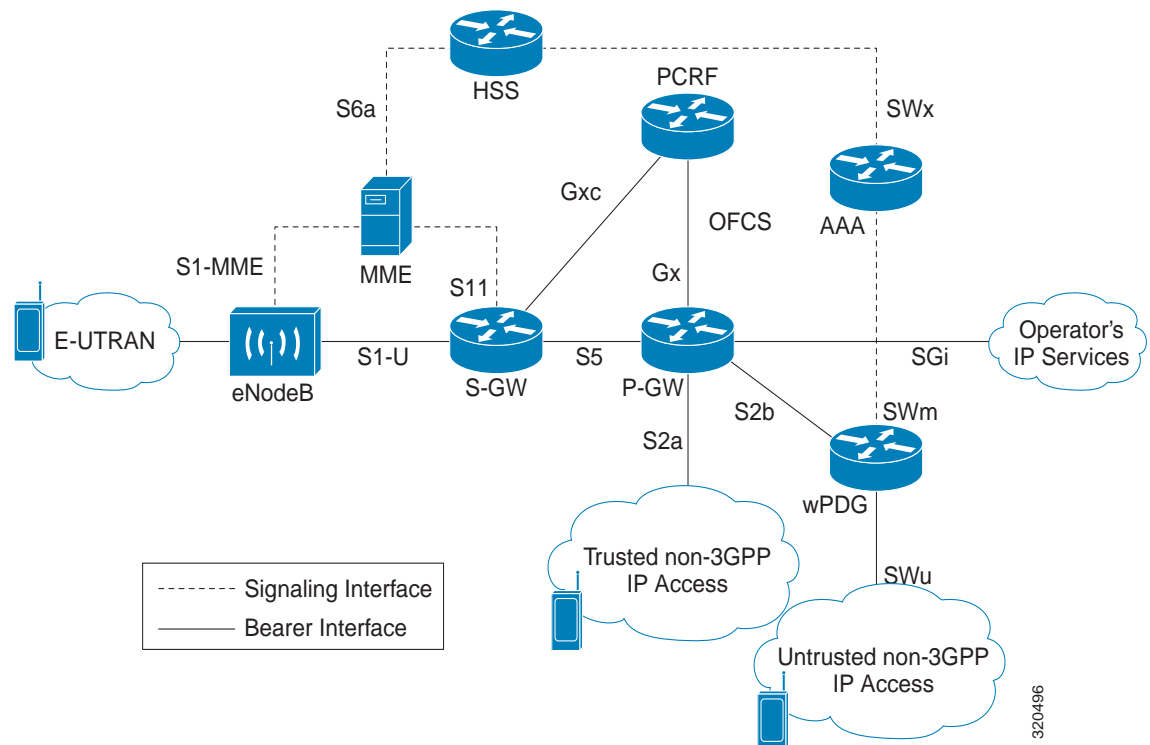 HSS
PCRF
S6a
SWx
Gxc
OFCS
AAA
S1-MME
MME
S11
Gx
E-UTRAN
eNodeB
S1-U
S-GW
S5
P-GW
SGi
Operator's
IP Services
S2b
SWm
S2a
wPDG
Trusted non-3GPP
IP Access
SWu
Signaling Interface
Bearer Interface
Untrusted non-3GPP
IP Access
320496